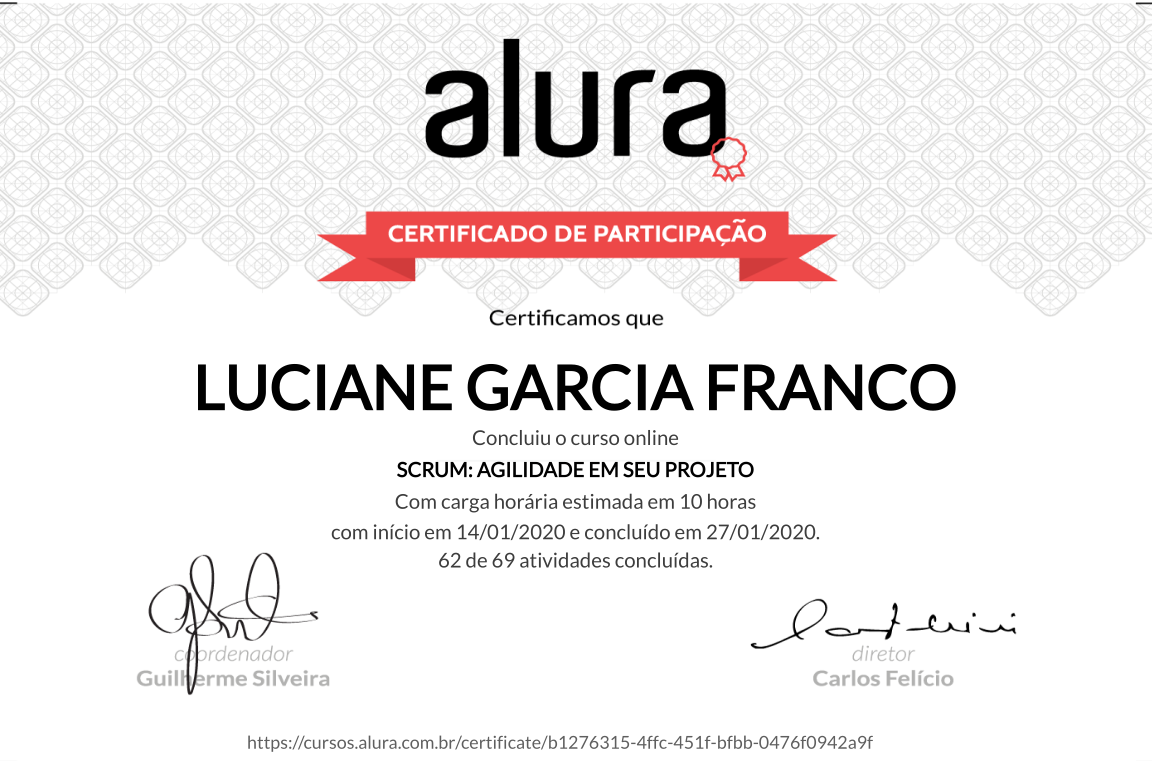 alura
CERTIFICADO DE PARTICIPAÇÃO
Certificamos que
LUCIANE GARCIA FRANCO
Concluiu o curso online
SCRUM: AGILIDADE EM SEU PROJETO
Com carga horária estimada em 10 horas
com início em 14/01/2020 e concluído em 27/01/2020.
62 de 69 atividades concluídas.
coordenador
Guilherme Silveira
diretor
Carlos Felício
https://cursos.alura.com.br/certificate/b1276315-4ffc-451f-bfbb-0476f0942a9f